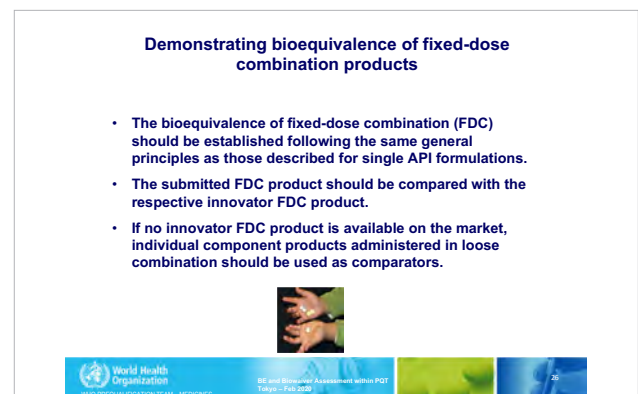 Demonstrating bioequivalence of fixed-dose
combination products
• The bioequivalence of fixed-dose combination (FDC)
should be established following the same general
principles as those described for single API formulations.
• The submitted FDC product should be compared with the
respective innovator FDC product.
• If no innovator FDC product is available on the market,
individual component products administered in loose
combination should be used as comparators.
World Health
Organization
BE and Biowaiver Assessment within PQT
Tokyo – Feb 2020
26
WHO PREQUALIFICATION TEAM - MEDICINES